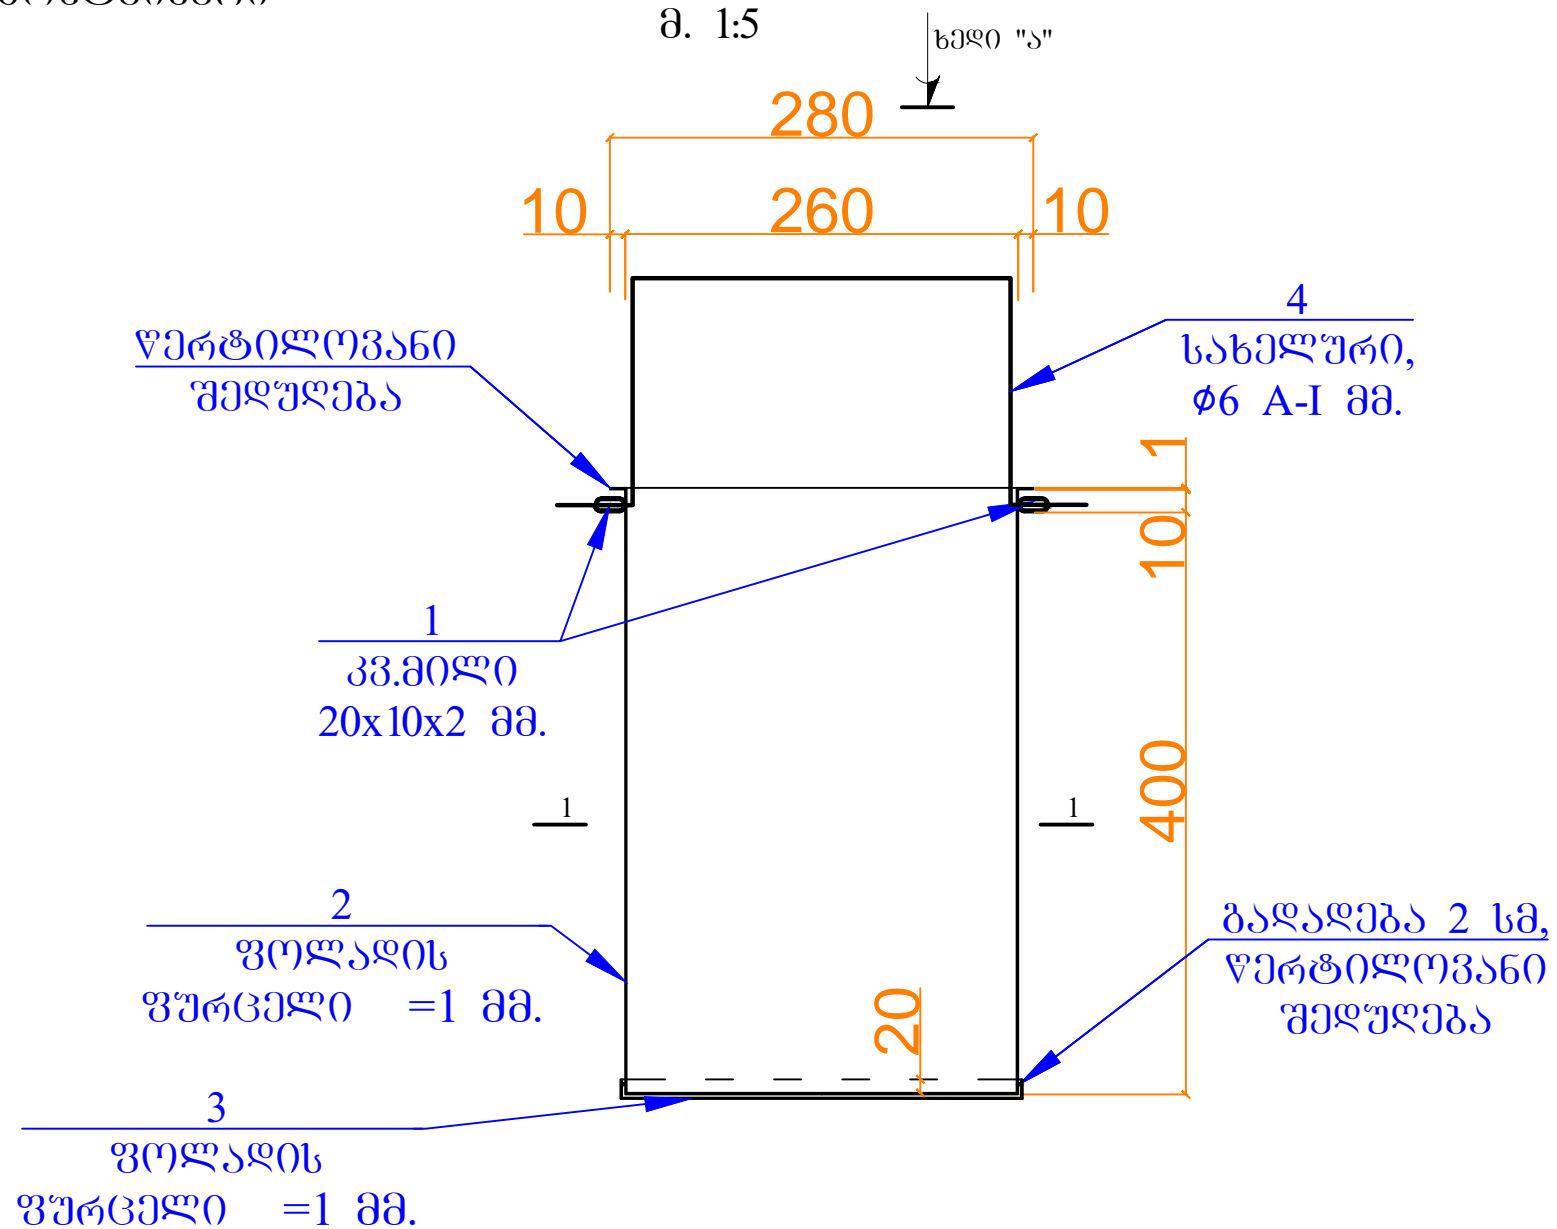 მ. 1:5
ხედი "ა"
280
10 260 10
წერტილოვანი
შედუღება
4
სახელური,
ϕ6 A-I მმ.
1
10
1
კვ.მილი
20x10x2 მმ.
400
1 1
2
ფოლადის
ფურცელი =1 მმ.
გადადება 2 სმ,
წერტილოვანი
შედუღება
20
3
ფოლადის
ფურცელი =1 მმ.